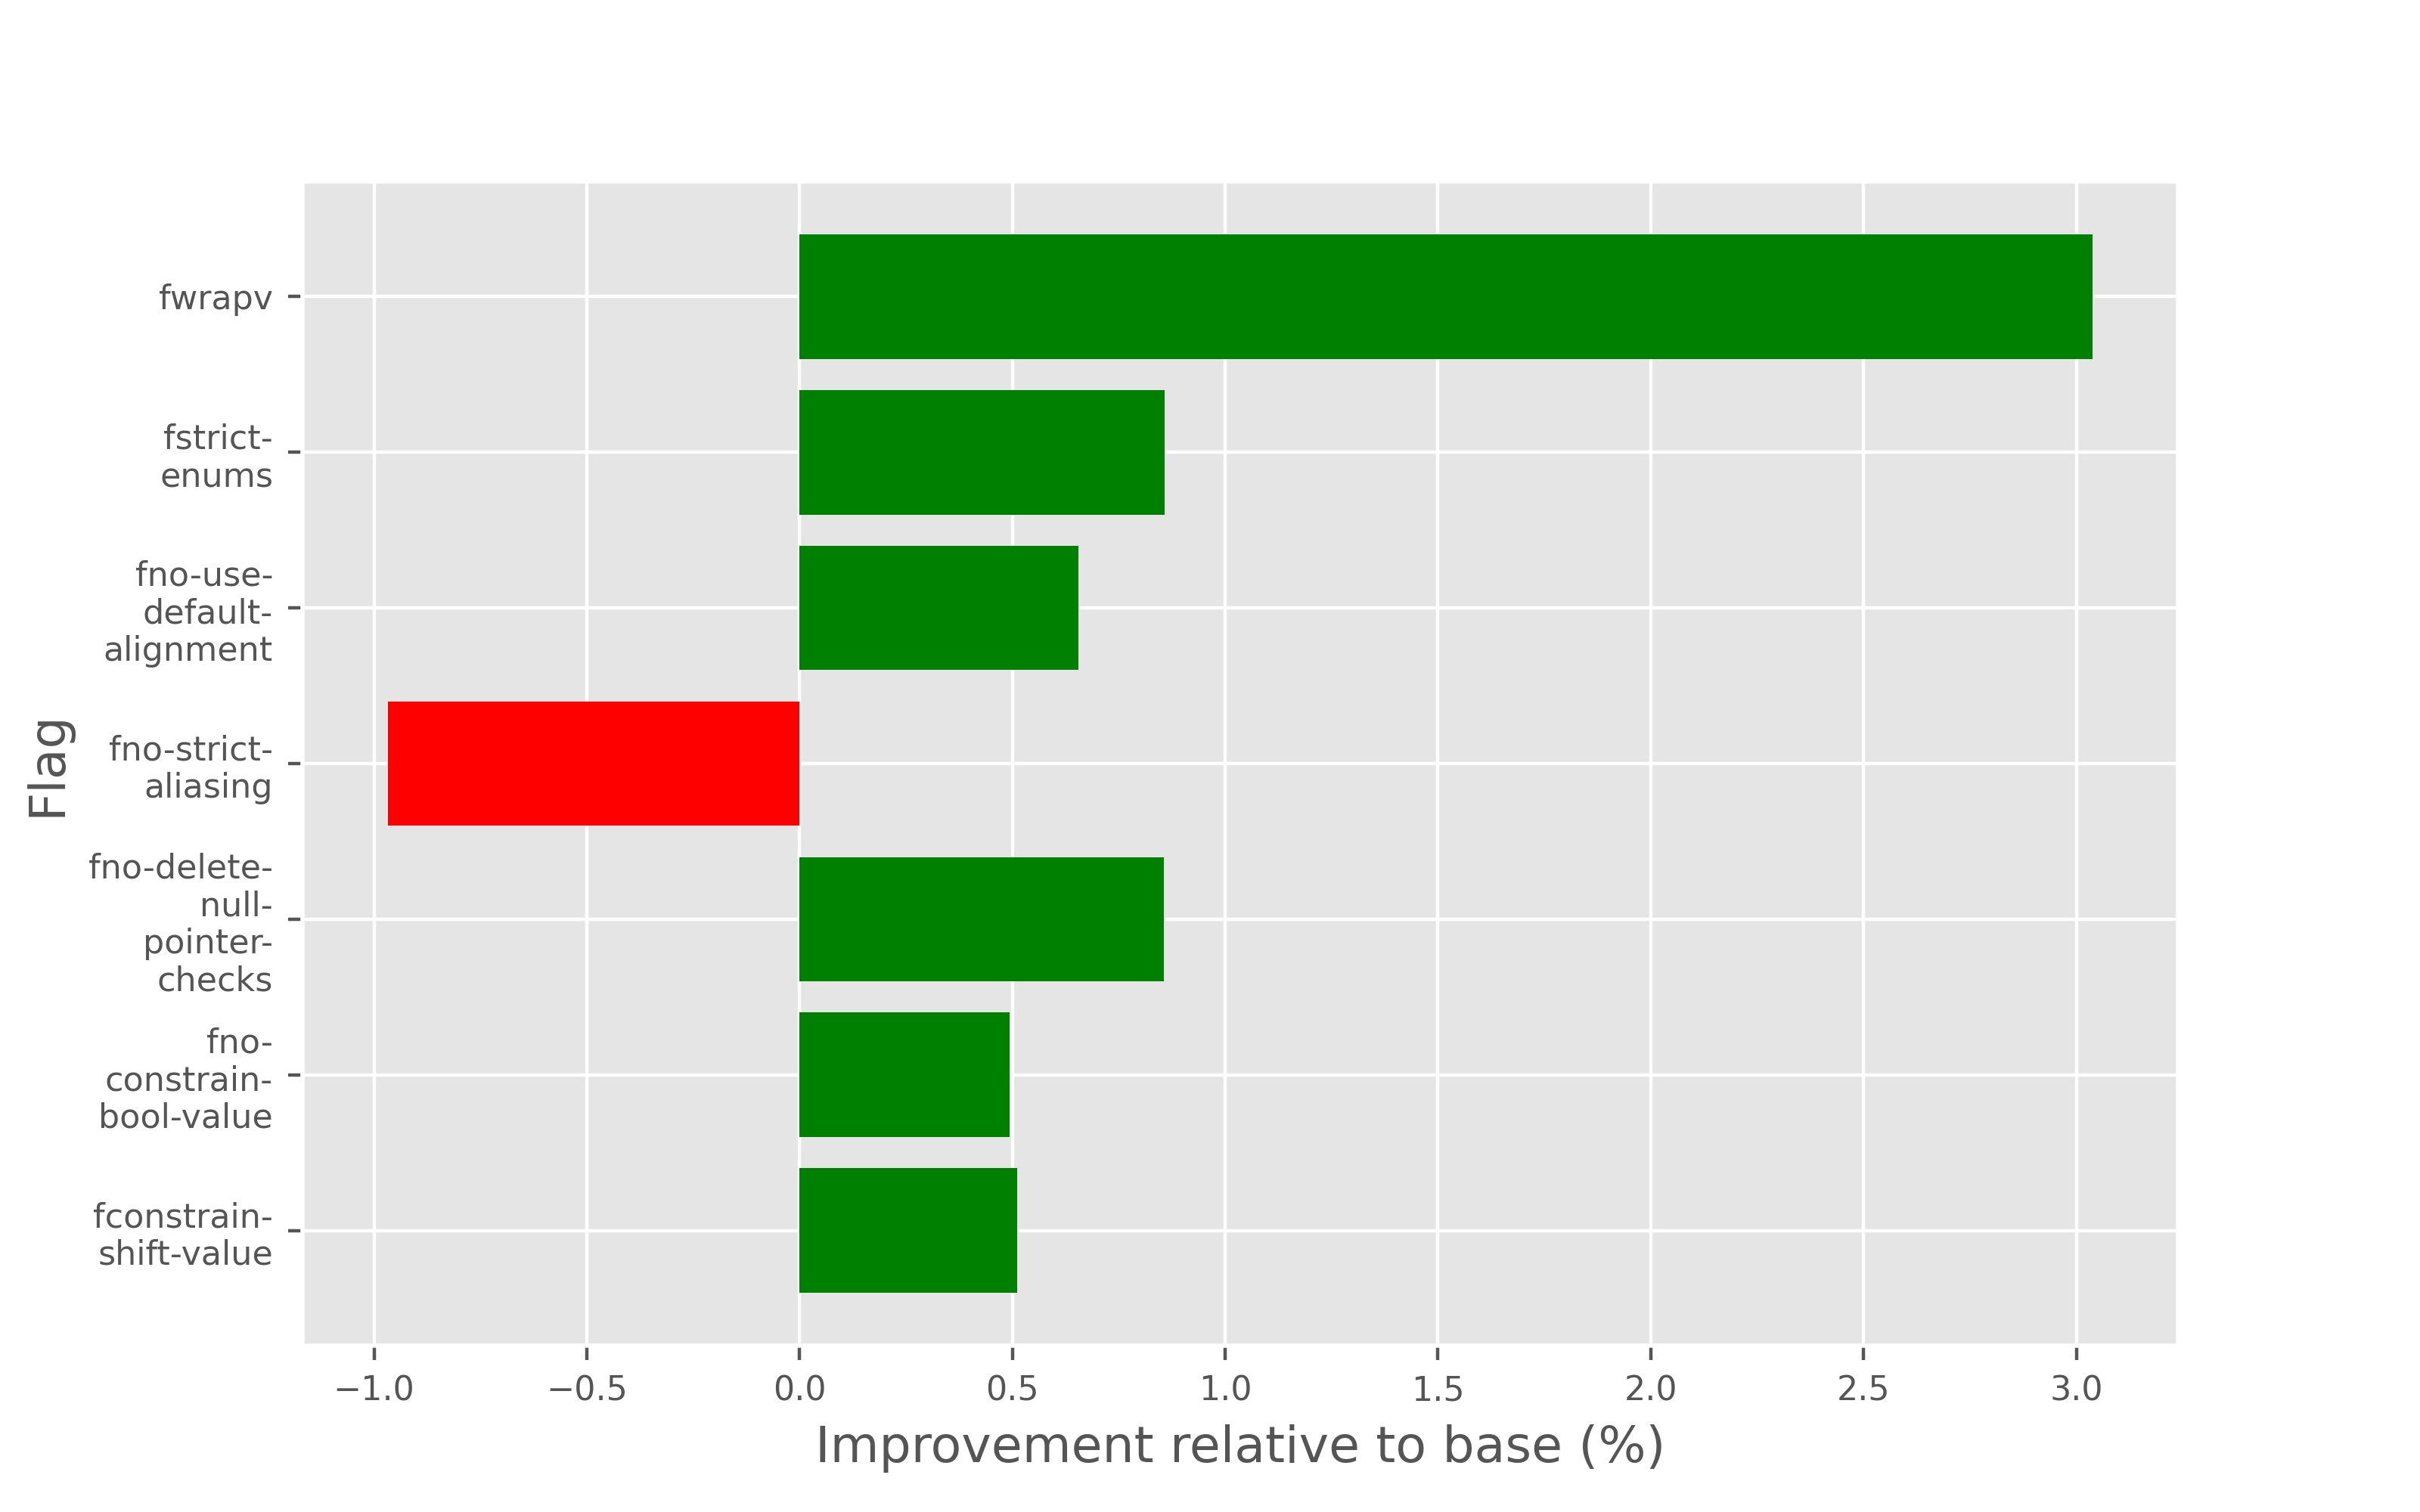 fwrapv
fstrict-
enums
fno-use-
default-
alignment
fno-strict-
aliasing
fno-delete-
null-
pointer-
checks
fno-
constrain-
bool-value
fconstrain-
shift-value
Flag
−1.0 −0.5 0.0 0.5 1.0 1.5 2.0 2.5 3.0
Improvement relative to base (%)